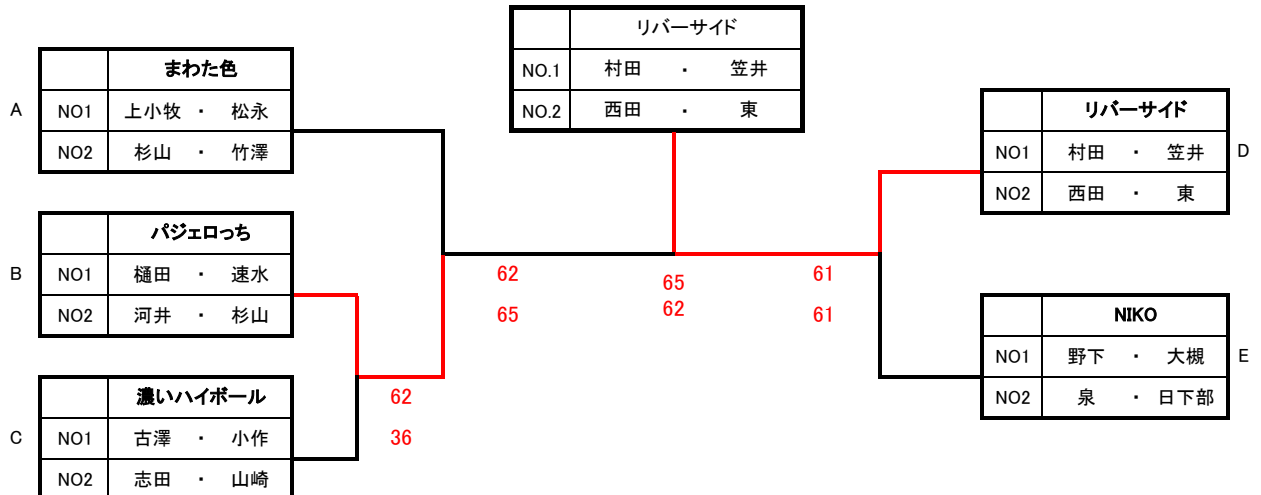 リバーサイド
NO.1 村田 ・ 笠井
NO.2 西田 ・ 東
まわた色
A
NO1 上小牧 ・ 松永
NO2 杉山 ・ 竹澤
パジェロっち
B
NO1 樋田 ・ 速水
NO2 河井 ・ 杉山
濃いハイボール
C
NO1 古澤 ・ 小作
NO2 志田 ・ 山崎
リバーサイド
NO1 村田 ・ 笠井
D
NO2 西田 ・ 東
NIKO
NO1 野下 ・ 大槻
E
NO2 泉 ・ 日下部
62
65
65
62
61
61
62
36